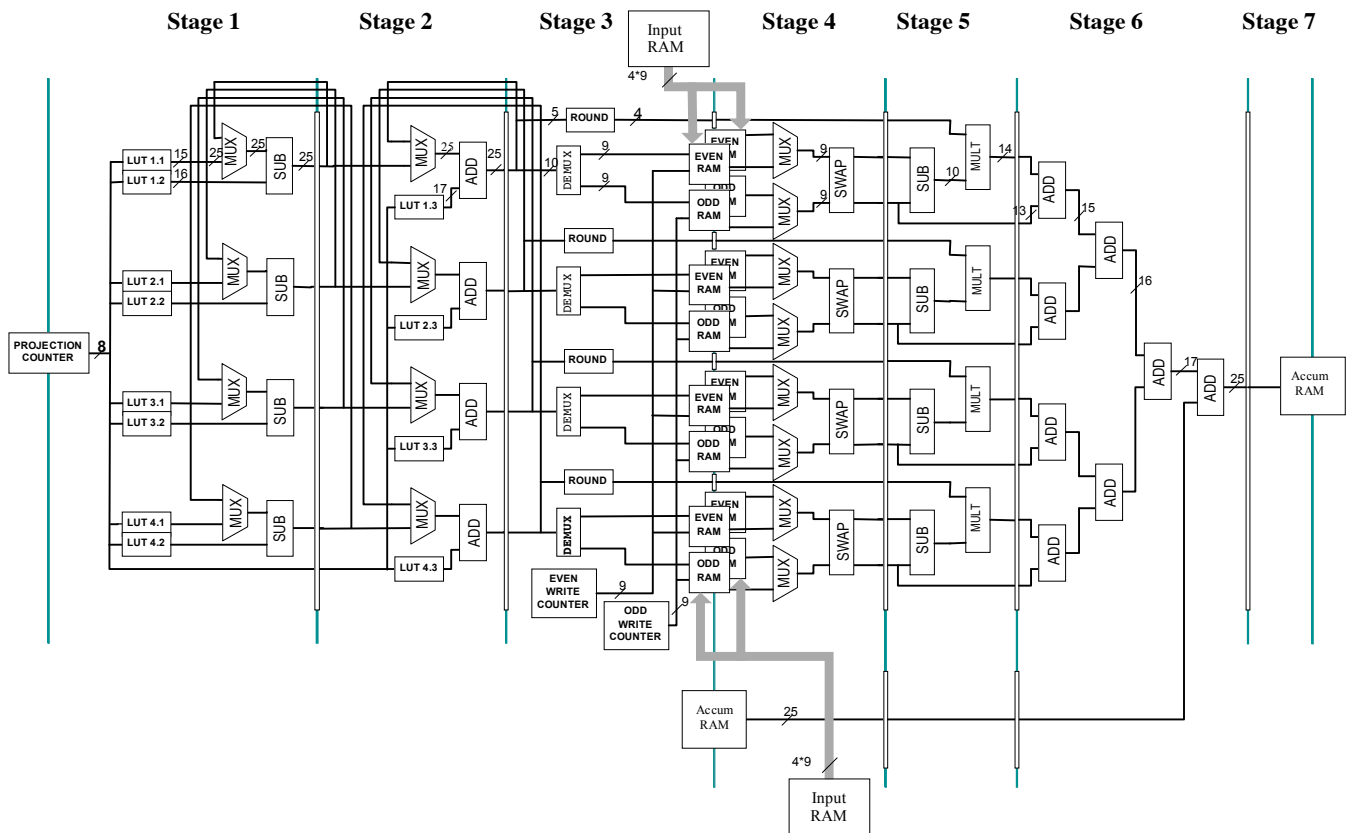 Stage 1
Stage 2
Stage 3
Stage 4
Stage 5
Stage 6
Stage 7
Input
RAM
4*9
5
ROUND
4
LUT 1.1
LUT 1.2
15
16
25
MUX
25
SUB
25
MUX
25
17
LUT 1.3
ADD
25
10
DEMUX
9
9
EVEN
RAM
EVEN
ODD
RAM
ODD
MUX
MUX
9
9
SWAP
SUB
10
MULT
14
13
ADD
15
LUT 2.1
LUT 2.2
MUX
SUB
MUX
LUT 2.3
ADD
ROUND
DEMUX
EVEN
EVEN
RAM
ODD
ODD
RAM
MUX
MUX
SWAP
SUB
MULT
ADD
ADD
16
PROJECTION
COUNTER
8
LUT 3.1
LUT 3.2
MUX
SUB
MUX
LUT 3.3
ADD
ROUND
DEMUX
EVEN
EVEN
RAM
ODD
ODD
RAM
MUX
MUX
SWAP
SUB
MULT
ADD
ADD
17
ADD
25
Accum
RAM
LUT 4.1
LUT 4.2
MUX
SUB
MUX
LUT 4.3
ADD
ROUND
DEMUX
EVEN
EVEN
RAM
ODD
ODD
RAM
MUX
MUX
SWAP
SUB
MULT
ADD
ADD
EVEN
WRITE
COUNTER
9
ODD
WRITE
COUNTER
9
Accum
RAM
25
4*9
Input
RAM